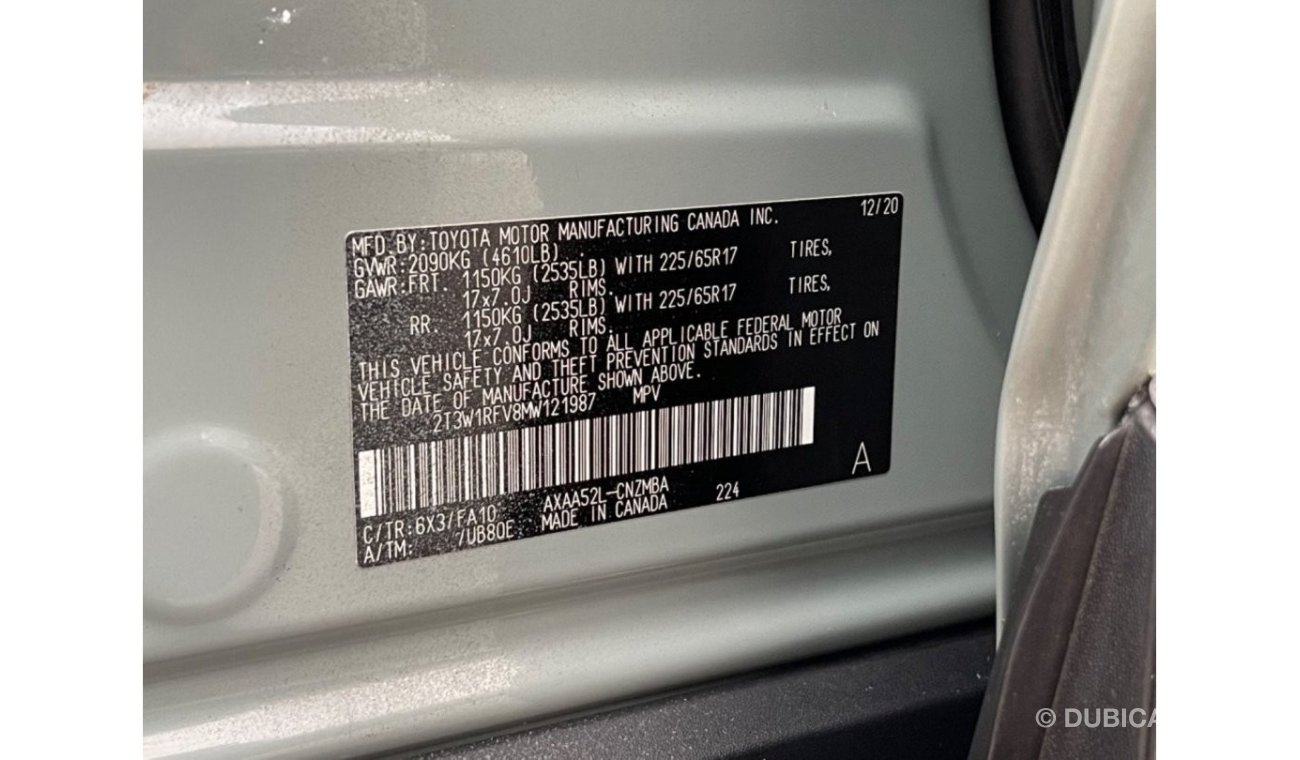 MFD.BY:TOYOTA MOTOR MANUFACTURING CANADA INC. 12/20
GVWR:2090KG (4610LB)
GAWR:FRT. 1150KG (2535LB) WITH 225/65R17 TIRES,
17x7.0J RIMS.
RR. 1150KG (2535LB) WITH 225/65R17 TIRES,
17x7.0J RIMS.
THIS VEHICLE CONFORMS TO ALL APPLICABLE FEDERAL MOTOR
VEHICLE SAFETY AND THEFT PREVENTION STANDARDS IN EFFECT ON
THE DATE OF MANUFACTURE SHOWN ABOVE.
2T3W1RFV8MW121987 MPV
A
C/TR:6X3/FA10 AXAA52L-CNZMBA 224
A/TM: /UB80E MADE IN CANADA
© DUBICA